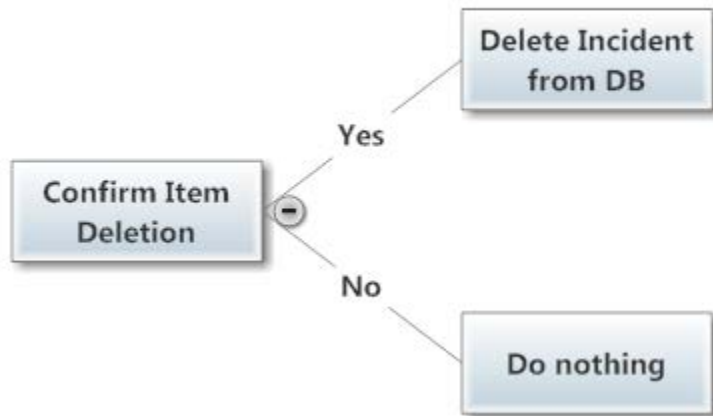 Delete Incident
from DB
Yes
Confirm Item
Deletion
No
Do nothing